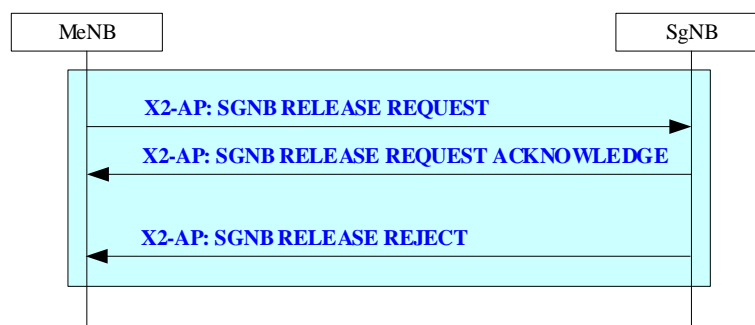 MeNB
SgNB
X2-AP: SGNB RELEASE REQUEST
X2-AP: SGNB RELEASE REQUEST ACKNOWLEDGE
X2-AP: SGNB RELEASE REJECT